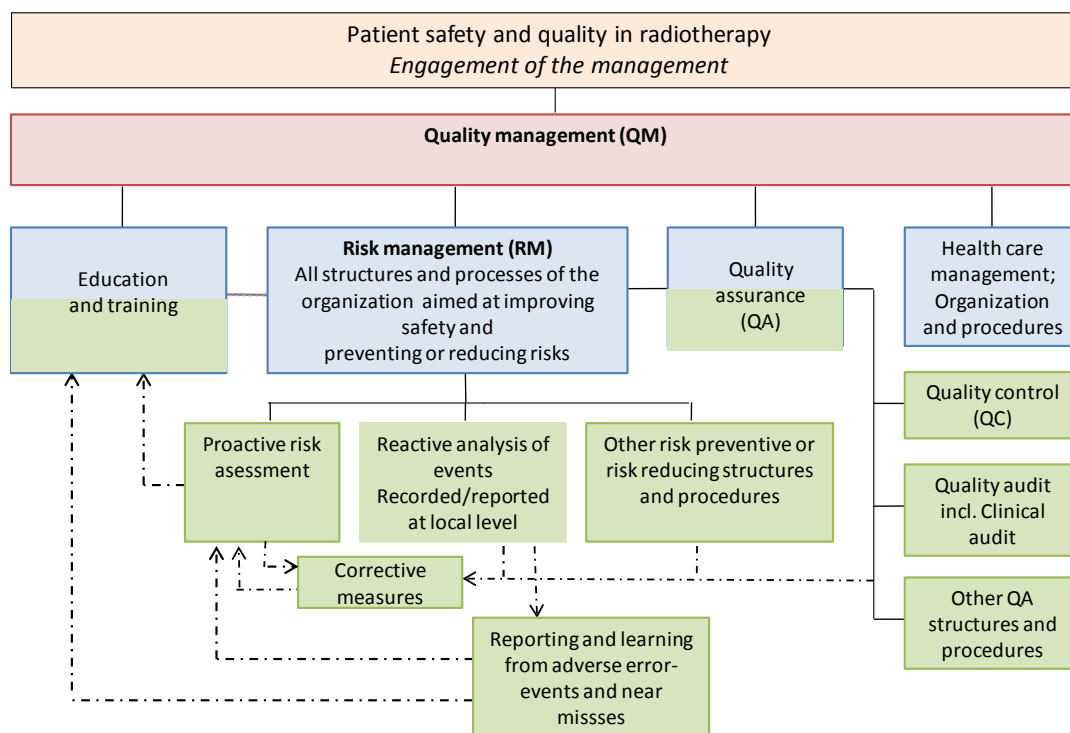 Patient safety and quality in radiotherapy
Engagement of the management
Quality management (QM)
Education
and training
Risk management (RM)
All structures and processes of the
organization aimed at improving
safety and
preventing or reducing risks
Quality
assurance
(QA)
Health care
management;
Organization
and procedures
Proactive risk
asessment
Reactive analysis of
events
Recorded/reported
at local level
Other risk preventive or
risk reducing structures
and procedures
Quality control
(QC)
Quality audit
incl. Clinical
audit
Corrective
measures
Other QA
structures and
procedures
Reporting and learning
from adverse error-
events and near
missses